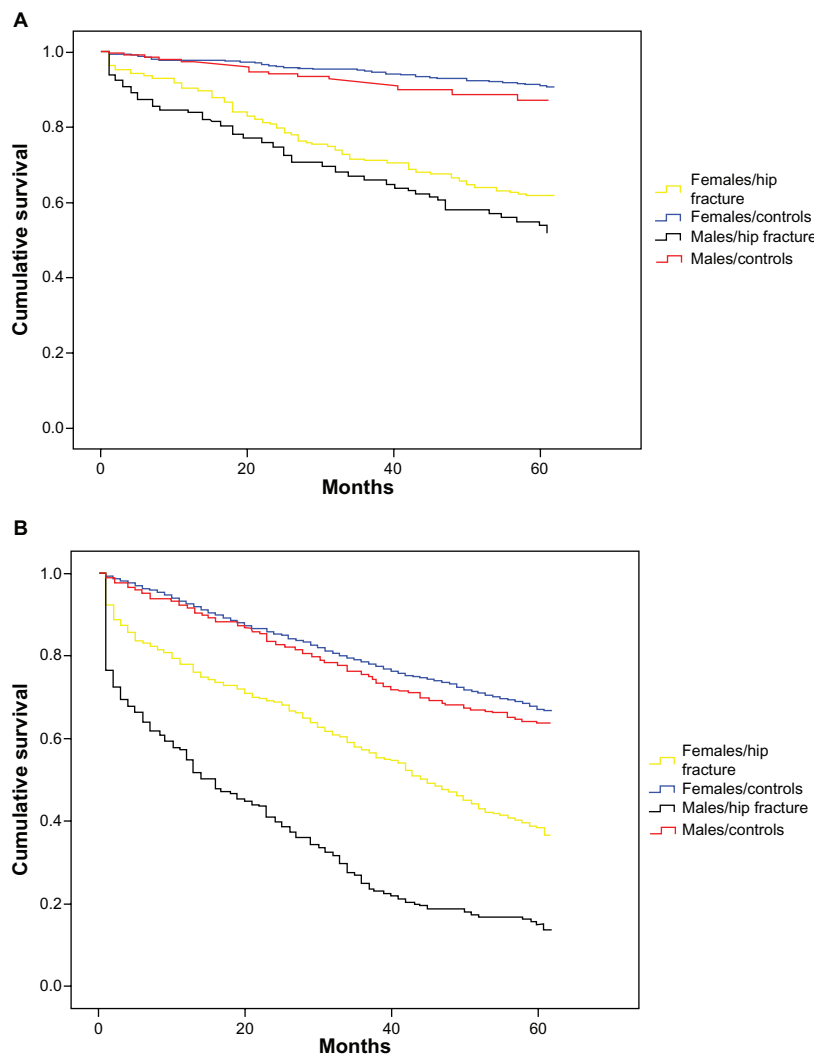 A
1.0
0.8
0.6
0.4
0.2
0.0
Cumulative survival
0
20
40
60
Months
Females/hip
fracture
Females/controls
Males/hip fracture
Males/controls
B
1.0
0.8
0.6
0.4
0.2
0.0
Cumulative survival
0
20
40
60
Months
Females/hip
fracture
Females/controls
Males/hip fracture
Males/controls